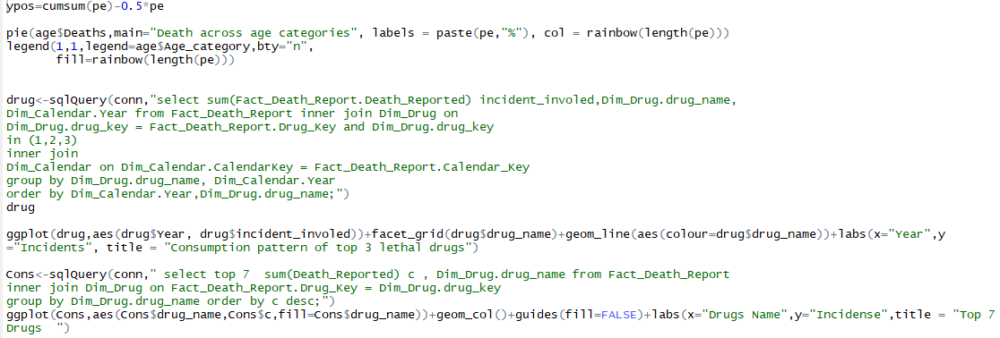 ypos=cumsum(pe)-0.5*pe
pie(age$Deaths,main="Death across age categories", labels = paste(pe,"%"), col = rainbow(length(pe)))
legend(1,1,legend=age$Age_category,bty="n",
fill=rainbow(length(pe)))
drug<-sqlQuery(conn,"select sum(Fact_Death_Report.Death_Reported) incident_involed,Dim_Drug.drug_name,
Dim_Calendar.Year from Fact_Death_Report inner join Dim_Drug on
Dim_Drug.drug_key = Fact_Death_Report.Drug_Key and Dim_Drug.drug_key
in (1,2,3)
inner join
Dim_Calendar on Dim_Calendar.CalendarKey = Fact_Death_Report.Calendar_Key
group by Dim_Drug.drug_name, Dim_Calendar.Year
order by Dim_Calendar.Year,Dim_Drug.drug_name;")
drug
ggplot(drug,aes(drug$Year, drug$incident_involed))+facet_grid(drug$drug_name)+geom_line(aes(colour=drug$drug_name))+labs(x="Year",y
="Incidents", title = "Consumption pattern of top 3 lethal drugs")
Cons<-sqlQuery(conn," select top 7  sum(Death_Reported) c , Dim_Drug.drug_name from Fact_Death_Report
inner join Dim_Drug on Fact_Death_Report.Drug_Key = Dim_Drug.drug_key
group by Dim_Drug.drug_name order by c desc;")
ggplot(Cons,aes(Cons$drug_name,Cons$c,fill=Cons$drug_name))+geom_col()+guides(fill=FALSE)+labs(x="Drugs Name",y="Incidense",title = "Top 7
Drugs  ")